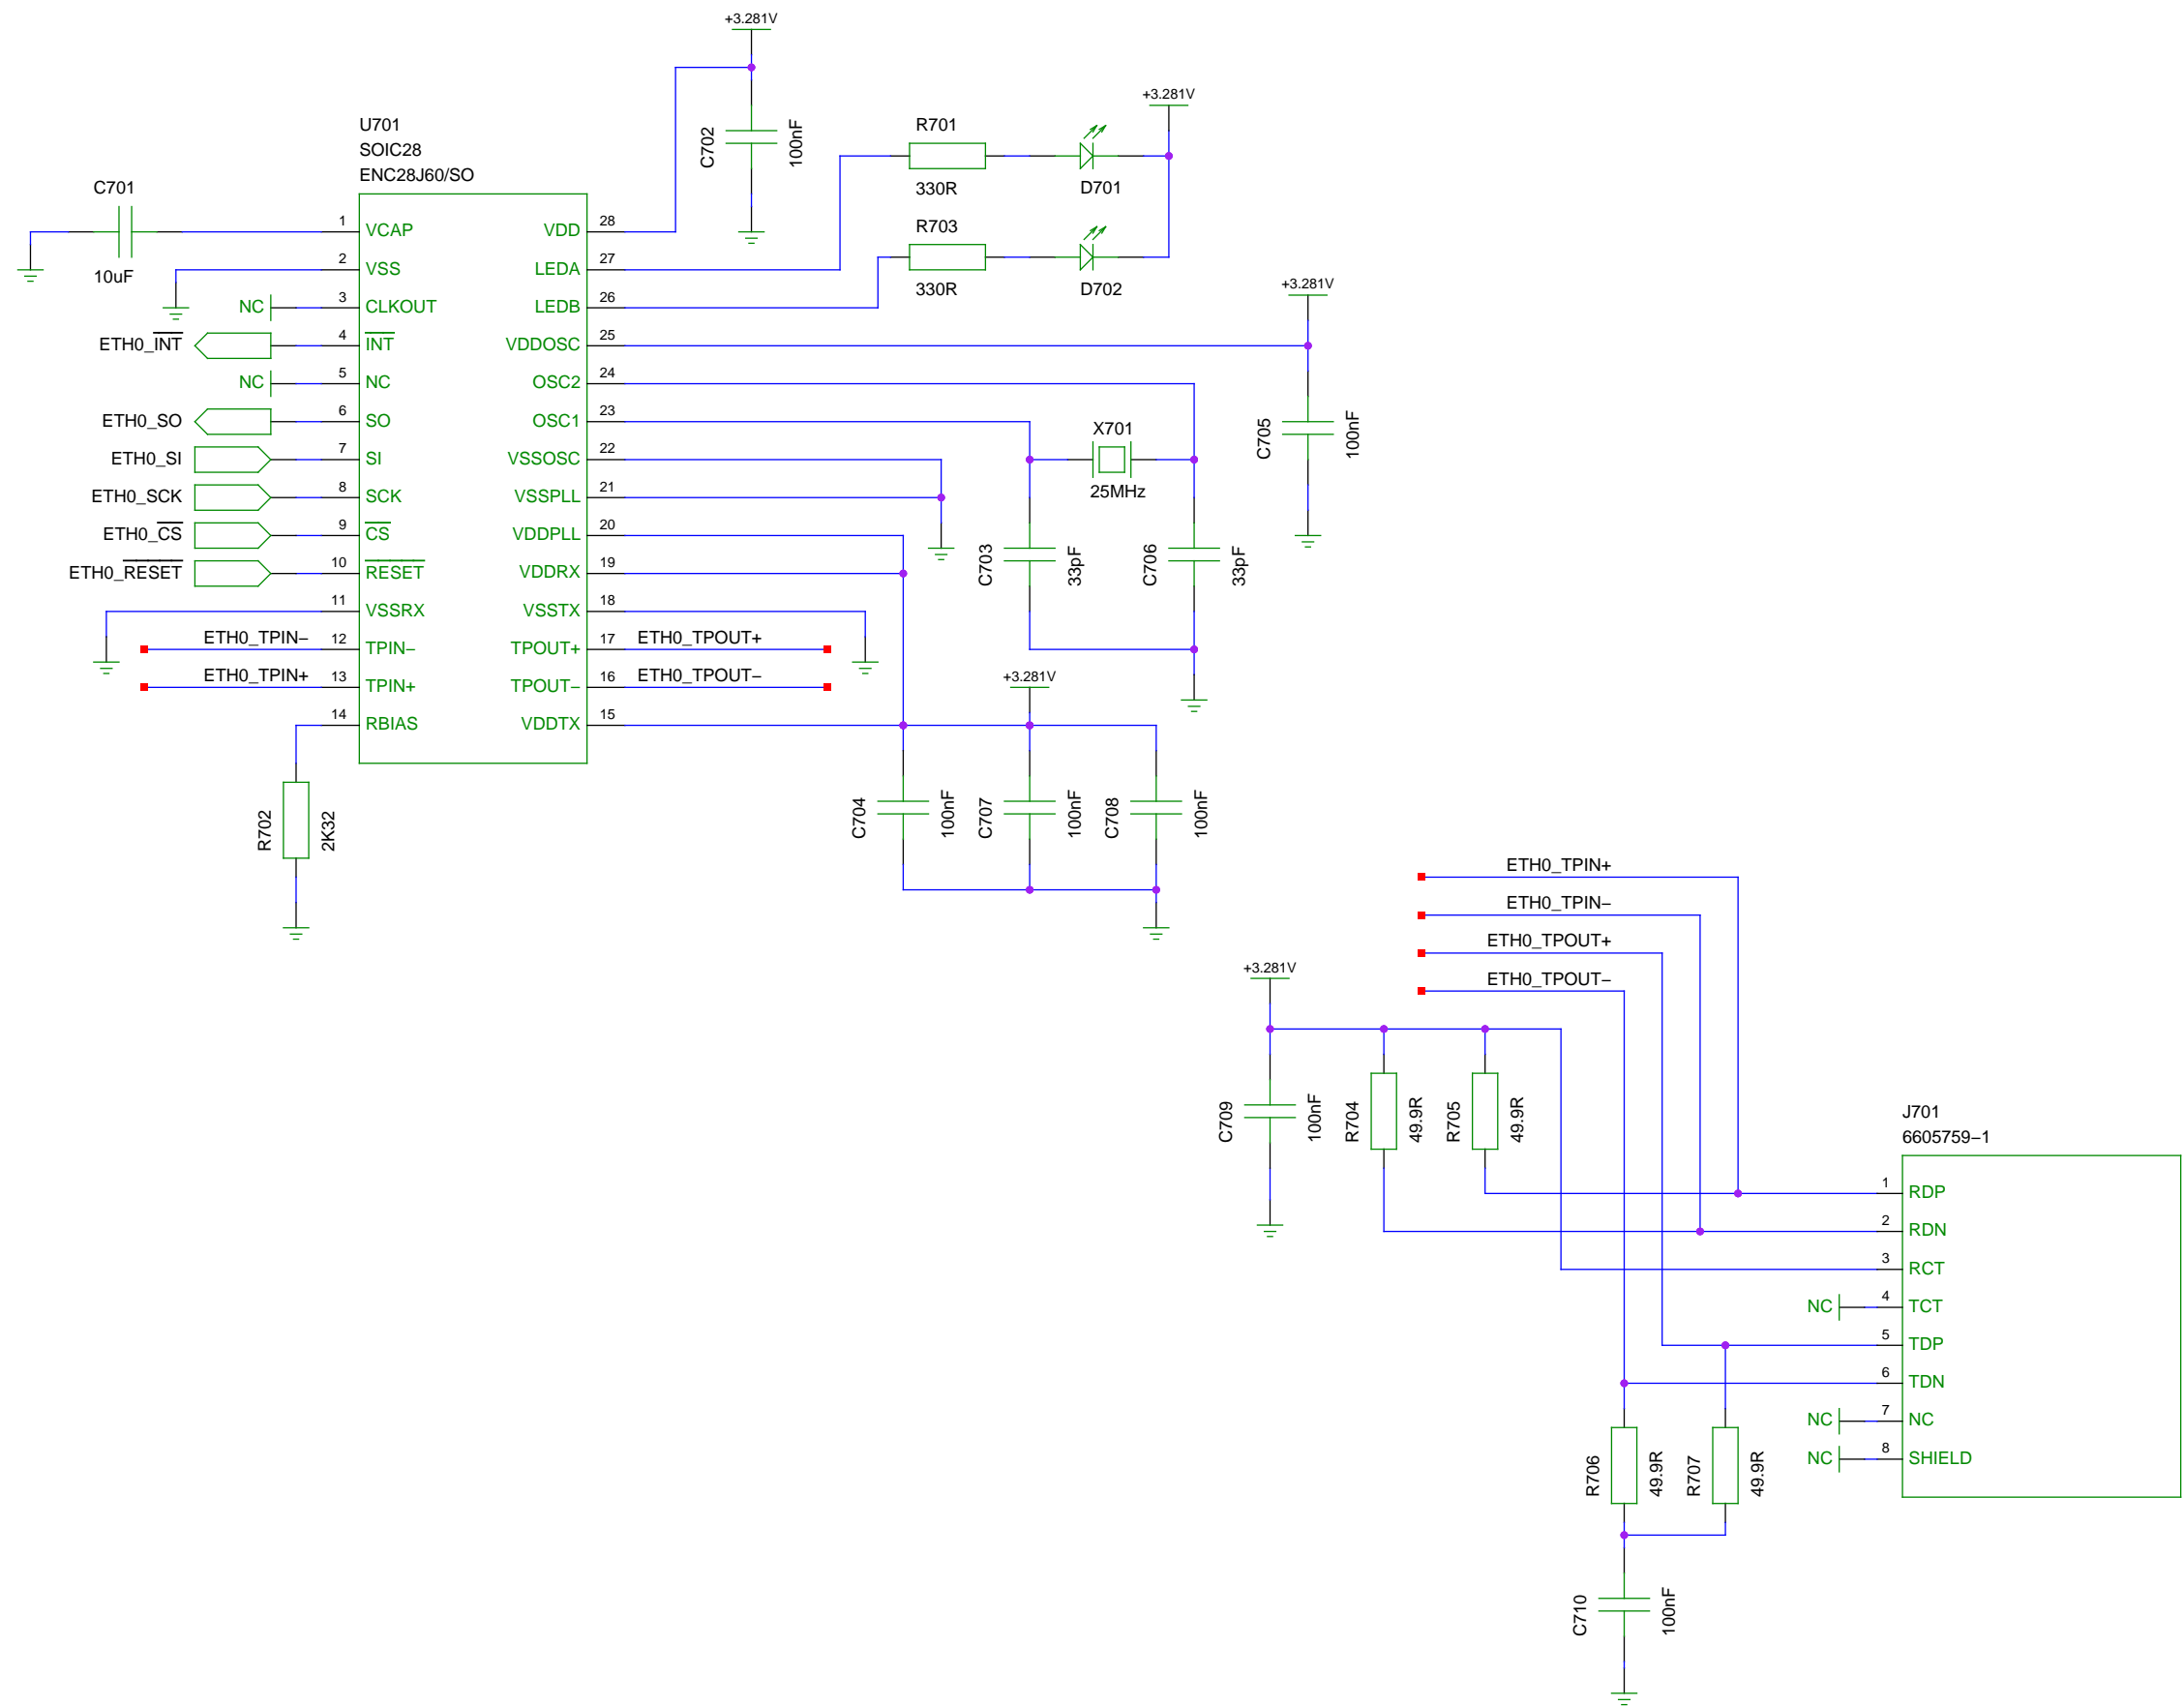 +3.281V
+3.281V
C702
100nF
U701
SOIC28
ENC28J60/SO
R701
330R
D701
R703
330R
D702
C701
10uF
1 VCAP
2 VSS
NC 3 CLKOUT
ETH0_INT 4 INT
NC 5 NC
ETH0_SO 6 SO
ETH0_SI 7 SI
ETH0_SCK 8 SCK
ETH0_CS 9 CS
ETH0_RESET 10 RESET
11 VSSRX
ETH0_TPIN− 12 TPIN−
ETH0_TPIN+ 13 TPIN+
14 RBIAS
VDD 28
LEDA 27
LEDB 26
VDDOSC 25
OSC2 24
OSC1 23
VSSOSC 22
VSSPLL 21
VDDPLL 20
VDDRX 19
VSSTX 18
TPOUT+ 17 ETH0_TPOUT+
TPOUT− 16 ETH0_TPOUT−
VDDTX 15
+3.281V
C705
100nF
X701
25MHz
C703
33pF
C706
33pF
+3.281V
R702
2K32
C704
100nF
C707
100nF
C708
100nF
ETH0_TPIN+
ETH0_TPIN−
ETH0_TPOUT+
ETH0_TPOUT−
+3.281V
C709
100nF
R704
49.9R
R705
49.9R
J701
6605759−1
1 RDP
2 RDN
3 RCT
NC 4 TCT
5 TDP
6 TDN
NC 7 NC
NC 8 SHIELD
R706
49.9R
R707
49.9R
C710
100nF